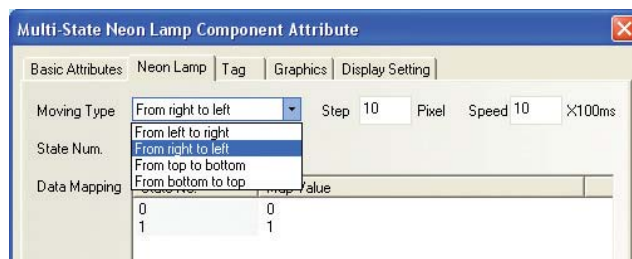 Multi-State Neon Lamp Component Attribute
Basic Attributes Neon Lamp Tag Graphics Display Setting
Moving Type From right to left Step 10 Pixel Speed 10 X100ms
From left to right
State Num. From right to left
From top to bottom
Data Mapping From bottom to top
0 0
1 1